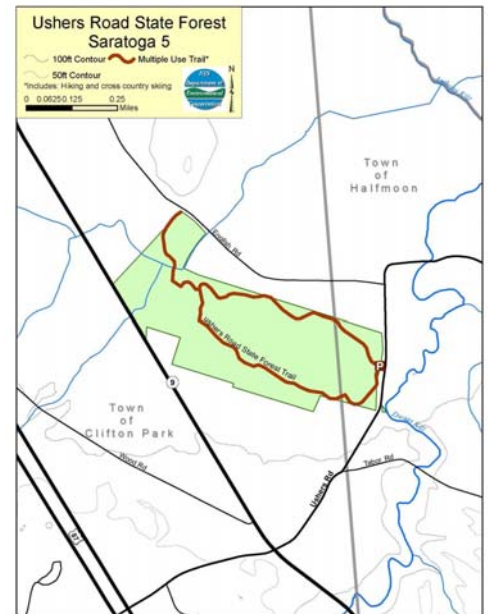 Ushers Road State Forest
Saratoga 5
100ft Contour
Multiple Use Trail*
50ft Contour
*Includes: Hiking and cross country skiing
N
0 0.0625 0.125 0.25
Miles
Town
of
Halfmoon
English Rd
Ushers Road State Forest Trail
P
9
Town
of
Clifton Park
Wood Rd
Ushers Rd
Tabor Rd
87